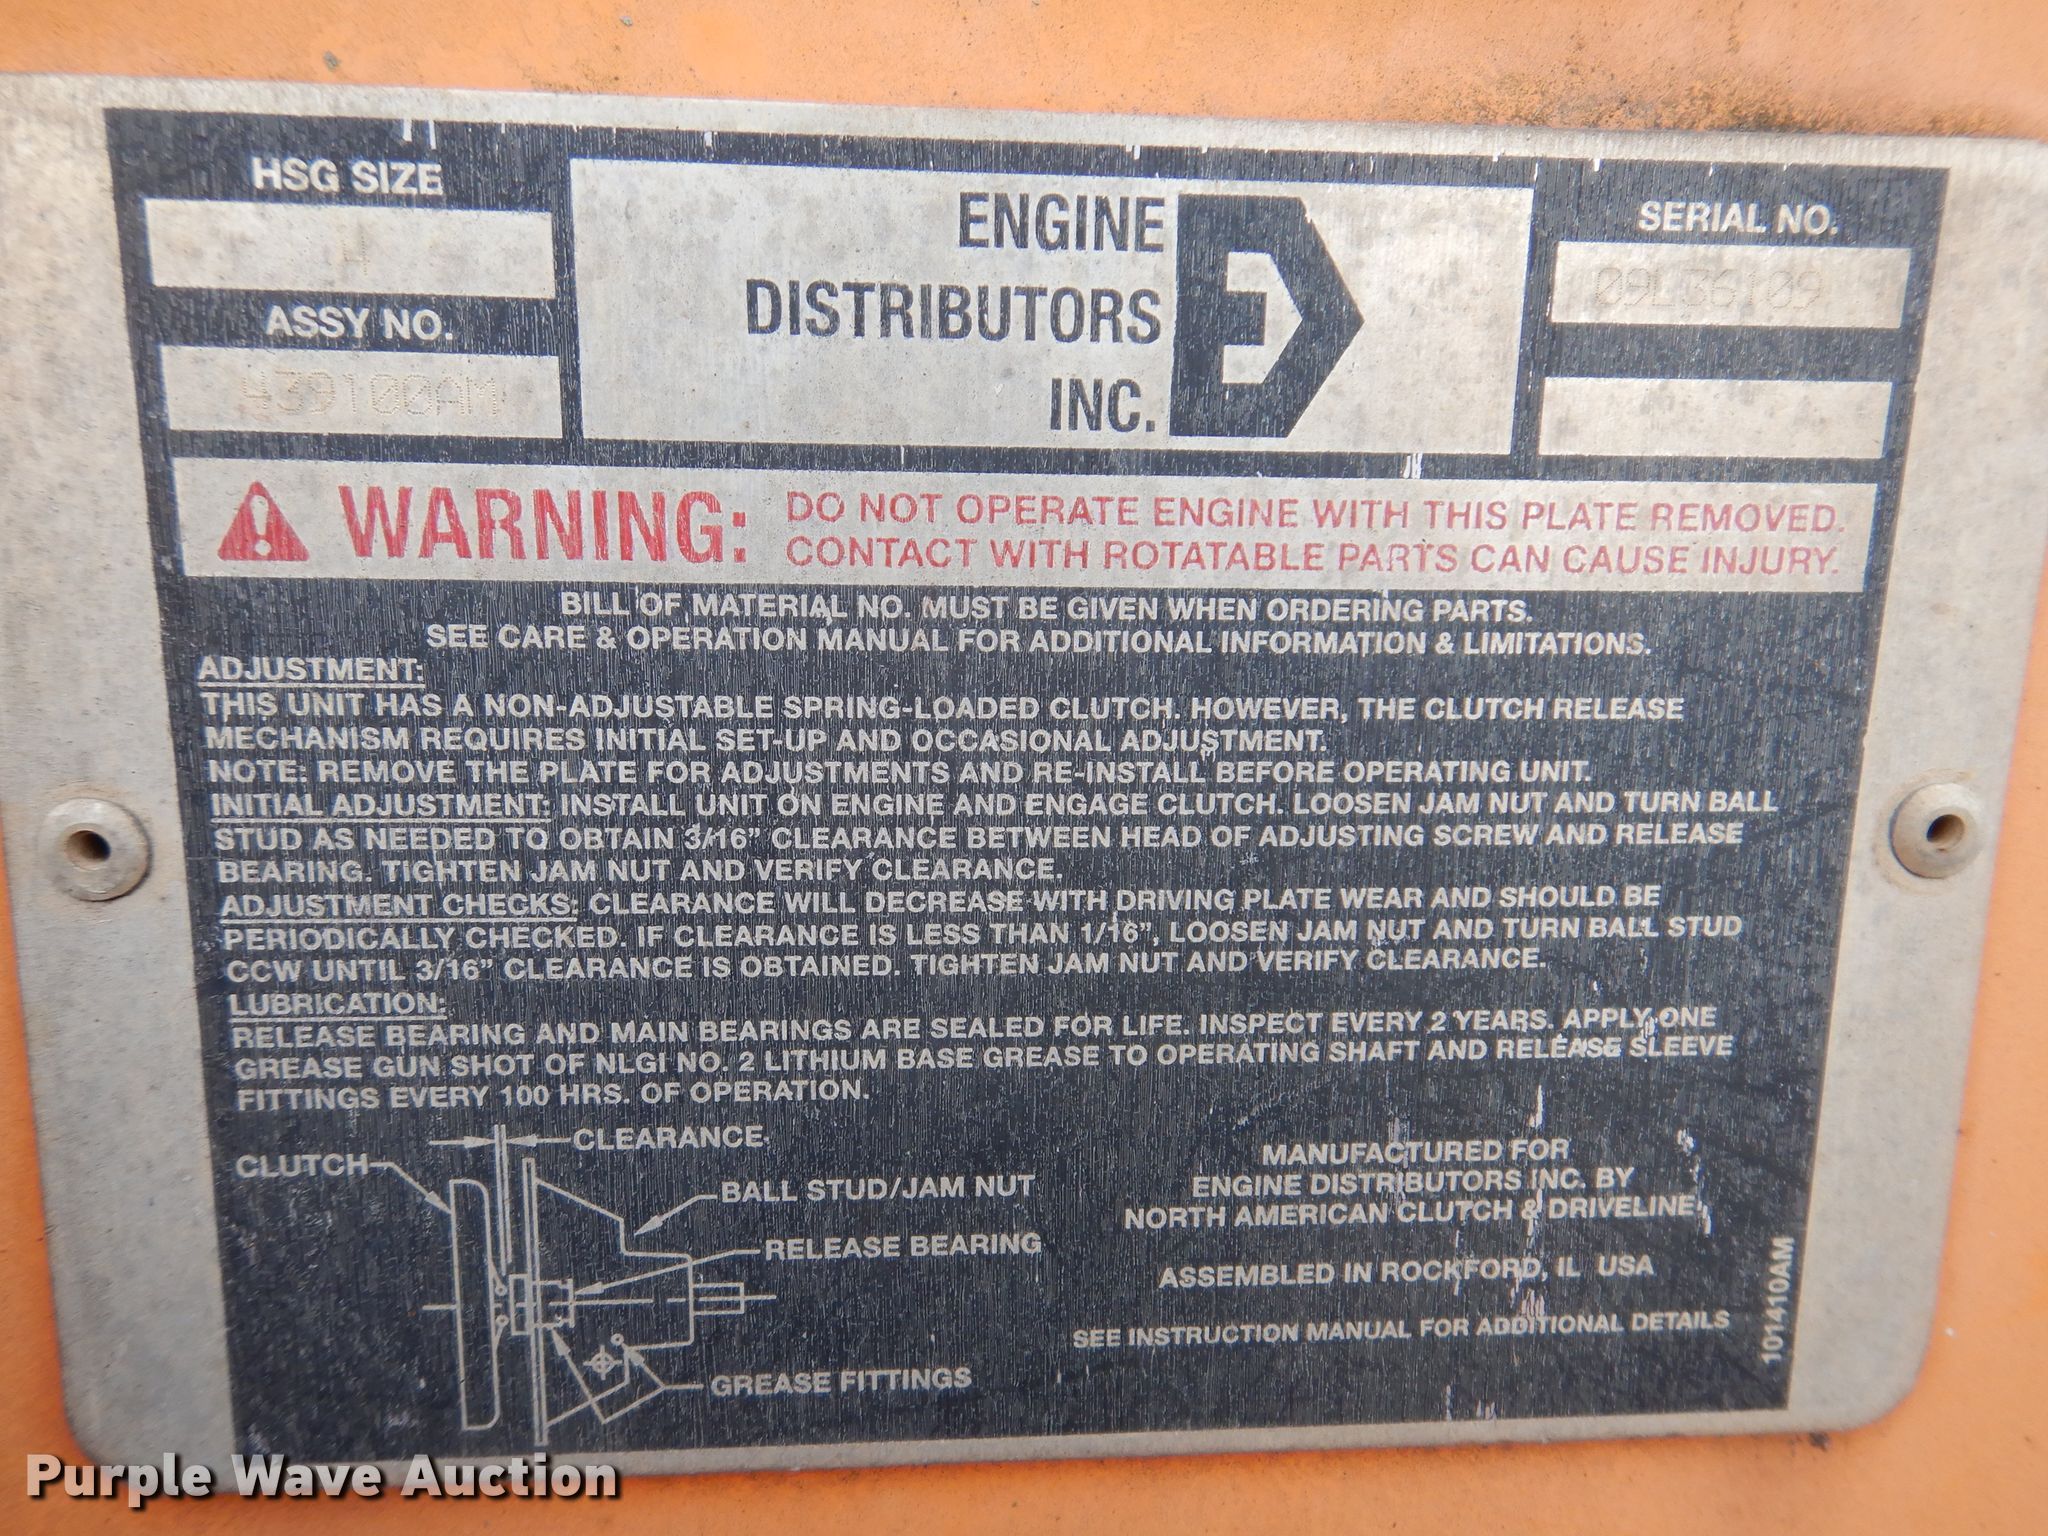 HSG SIZE
4
ASSY NO.
439100AM
ENGINE
DISTRIBUTORS
INC.
SERIAL NO.
09L36109
WARNING: DO NOT OPERATE ENGINE WITH THIS PLATE REMOVED.
CONTACT WITH ROTATABLE PARTS CAN CAUSE INJURY.
BILL OF MATERIAL NO. MUST BE GIVEN WHEN ORDERING PARTS.
SEE CARE & OPERATION MANUAL FOR ADDITIONAL INFORMATION & LIMITATIONS.
ADJUSTMENT:
THIS UNIT HAS A NON-ADJUSTABLE SPRING-LOADED CLUTCH. HOWEVER, THE CLUTCH RELEASE
MECHANISM REQUIRES INITIAL SET-UP AND OCCASIONAL ADJUSTMENT.
NOTE: REMOVE THE PLATE FOR ADJUSTMENTS AND RE-INSTALL BEFORE OPERATING UNIT.
INITIAL ADJUSTMENT: INSTALL UNIT ON ENGINE AND ENGAGE CLUTCH. LOOSEN JAM NUT AND TURN BALL
STUD AS NEEDED TO OBTAIN 3/16" CLEARANCE BETWEEN HEAD OF ADJUSTING SCREW AND RELEASE
BEARING. TIGHTEN JAM NUT AND VERIFY CLEARANCE.
ADJUSTMENT CHECKS: CLEARANCE WILL DECREASE WITH DRIVING PLATE WEAR AND SHOULD BE
PERIODICALLY CHECKED. IF CLEARANCE IS LESS THAN 1/16", LOOSEN JAM NUT AND TURN BALL STUD
CCW UNTIL 3/16" CLEARANCE IS OBTAINED. TIGHTEN JAM NUT AND VERIFY CLEARANCE.
LUBRICATION:
RELEASE BEARING AND MAIN BEARINGS ARE SEALED FOR LIFE. INSPECT EVERY 2 YEARS. APPLY ONE
GREASE GUN SHOT OF NLGI NO. 2 LITHIUM BASE GREASE TO OPERATING SHAFT AND RELEASE SLEEVE
FITTINGS EVERY 100 HRS. OF OPERATION.
CLEARANCE
CLUTCH
BALL STUD/JAM NUT
RELEASE BEARING
GREASE FITTINGS
MANUFACTURED FOR
ENGINE DISTRIBUTORS INC. BY
NORTH AMERICAN CLUTCH & DRIVELINE
ASSEMBLED IN ROCKFORD, IL USA
SEE INSTRUCTION MANUAL FOR ADDITIONAL DETAILS
101410AM
Purple Wave Auction